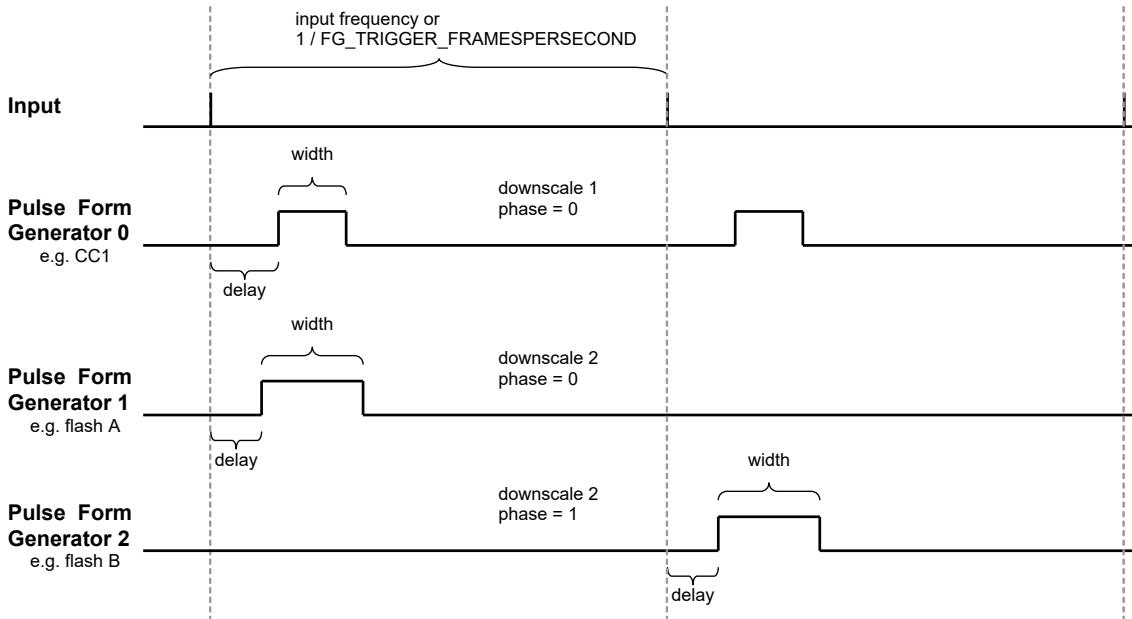 input frequency or
1 / FG_TRIGGER_FRAMESPERSECOND
Input
width
downscale 1
phase = 0
Pulse Form
Generator 0
e.g. CC1
delay
width
downscale 2
phase = 0
Pulse Form
Generator 1
e.g. flash A
delay
width
downscale 2
phase = 1
Pulse Form
Generator 2
e.g. flash B
delay